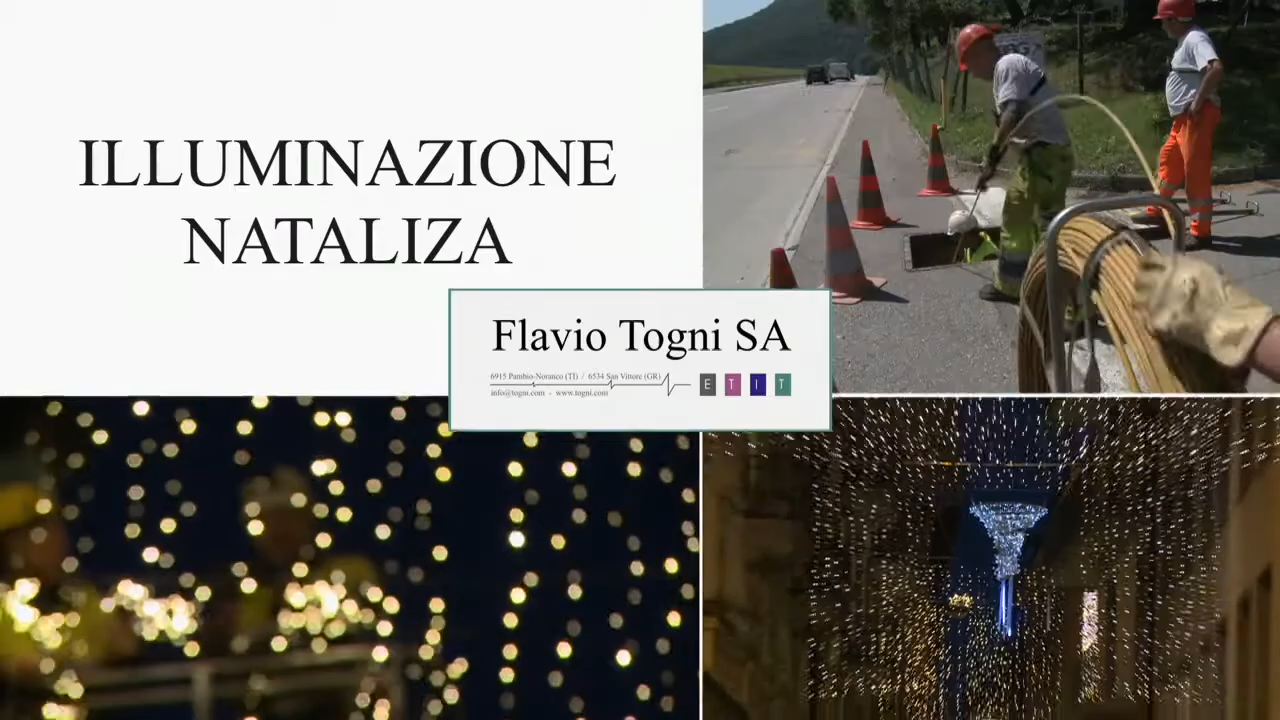 ILLUMINAZIONE
NATALIZA
Flavio Togni SA
6915 Pambio-Noranco (TI) / 6534 San Vittore (GR)
info@togni.com - www.togni.com
E T I T